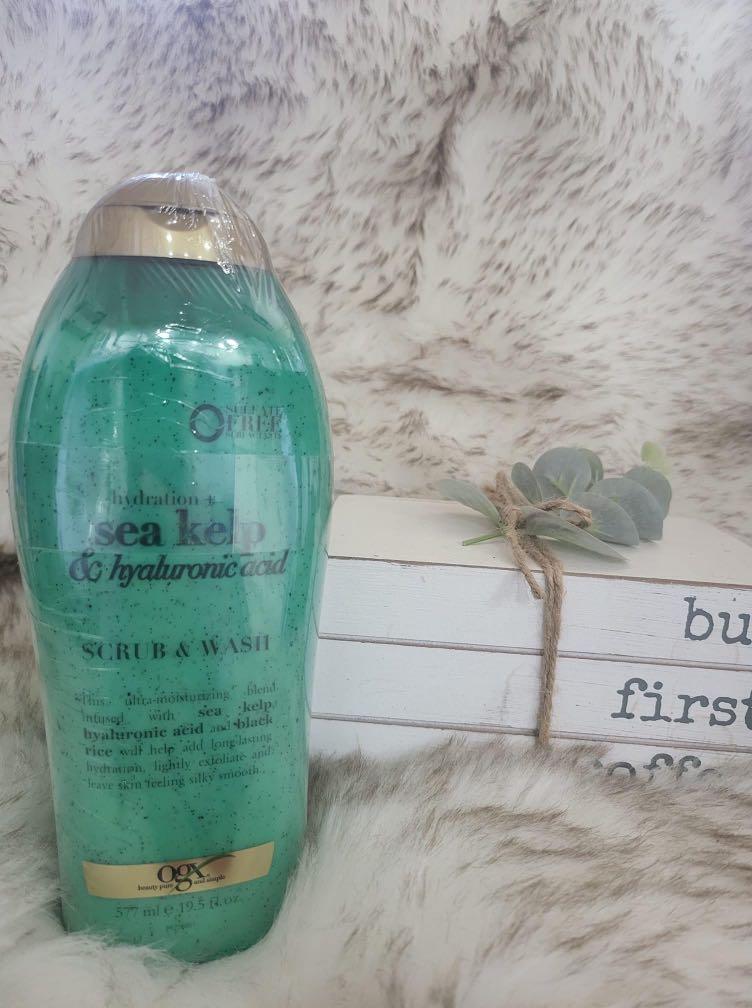 SULFATE
FREE
SURFACTANTS
hydration +
sea kelp
& hyaluronic acid
SCRUB & WASH
This ultra-moisturizing blend
infused with sea kelp,
hyaluronic acid and black
rice will help add long-lasting
hydration, lightly exfoliate and
leave skin feeling silky smooth.
ogx
beauty pure and simple
577 ml e 19.5 fl. oz.
bu
first
offe